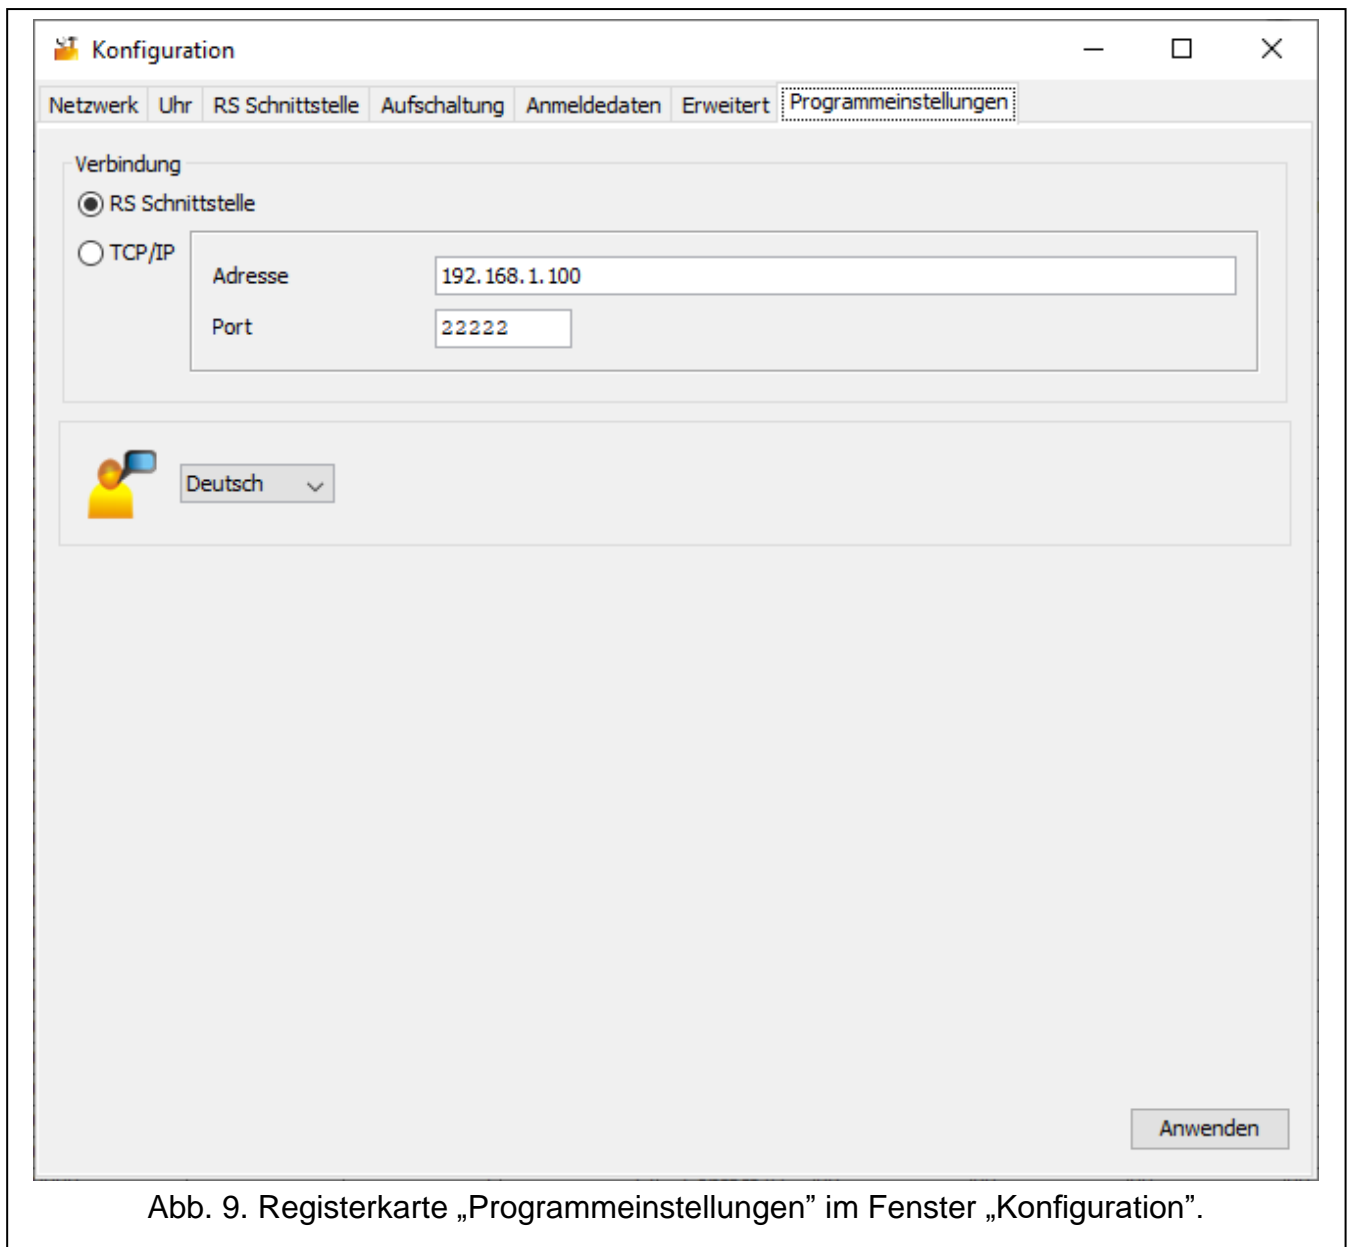 Konfiguration
Netzwerk Uhr RS Schnittstelle Aufschaltung Anmeldedaten Erweitert Programmeinstellungen
Verbindung
RS Schnittstelle
TCP/IP
Adresse 192.168.1.100
Port 22222
Deutsch
Anwenden
Abb. 9. Registerkarte „Programmeinstellungen” im Fenster „Konfiguration”.